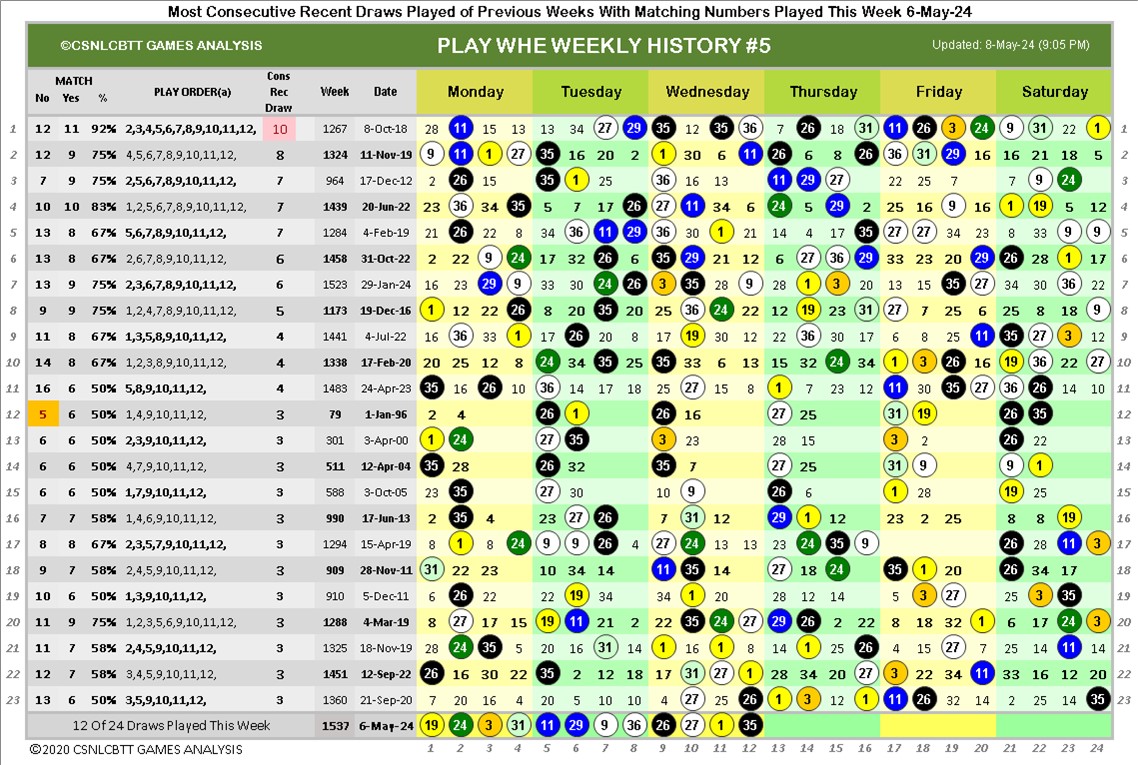 Most Consecutive Recent Draws Played of Previous Weeks With Matching Numbers Played This Week 6-May-24
©CSNLCBTT GAMES ANALYSIS PLAY WHE WEEKLY HISTORY #5 Updated: 8-May-24 (9:05 PM)
No MATCH Yes % PLAY ORDER(a) Cons Rec Draw Week Date Monday Tuesday Wednesday Thursday Friday Saturday
1 12 11 92% 2,3,4,5,6,7,8,9,10,11,12, 10 1267 8-Oct-18 28 11 15 13 13 34 27 29 35 12 35 36 7 26 18 31 11 26 3 24 9 31 22 1 1
2 12 9 75% 4,5,6,7,8,9,10,11,12, 8 1324 11-Nov-19 9 11 1 27 35 16 20 2 1 30 6 11 26 6 8 26 36 31 29 16 16 21 18 5 2
3 7 9 75% 2,5,6,7,8,9,10,11,12, 7 964 17-Dec-12 2 26 15 35 1 25 36 16 13 11 29 27 22 25 7 7 9 24 3
4 10 10 83% 1,2,5,6,7,8,9,10,11,12, 7 1439 20-Jun-22 23 36 34 35 5 7 17 26 27 11 34 6 24 5 29 2 25 16 9 16 1 19 5 12 4
5 13 8 67% 5,6,7,8,9,10,11,12, 7 1284 4-Feb-19 21 26 22 8 34 36 11 29 36 30 1 21 14 4 17 35 27 27 34 23 8 33 9 9 5
6 13 8 67% 2,6,7,8,9,10,11,12, 6 1458 31-Oct-22 2 22 9 24 17 32 26 6 35 29 21 12 6 27 36 29 33 23 20 29 26 28 1 17 6
7 13 9 75% 2,3,6,7,8,9,10,11,12, 6 1523 29-Jan-24 16 23 29 9 33 30 24 26 3 35 28 9 28 1 3 20 13 15 35 27 34 30 36 22 7
8 9 9 75% 1,2,4,7,8,9,10,11,12, 5 1173 19-Dec-16 1 12 22 26 8 20 35 20 25 36 24 22 12 19 23 31 27 7 25 6 25 8 18 9 8
9 11 8 67% 1,3,5,8,9,10,11,12, 4 1441 4-Jul-22 16 36 33 1 6 26 20 8 17 19 30 12 22 36 30 17 6 8 25 11 35 27 3 12 9
10 14 8 67% 1,2,3,8,9,10,11,12, 4 1338 17-Feb-20 20 25 12 8 24 34 35 25 35 33 6 13 15 32 24 34 1 3 26 16 19 36 22 27 10
11 16 6 50% 5,8,9,10,11,12, 4 1483 24-Apr-23 35 16 26 10 36 14 17 18 25 27 15 8 1 7 23 12 11 30 35 27 36 26 14 10 11
12 5 6 50% 1,4,9,10,11,12, 3 79 1-Jan-96 2 4 26 1 26 16 27 25 31 19 26 35 12
13 6 6 50% 2,3,9,10,11,12, 3 301 3-Apr-00 1 24 27 35 3 23 28 15 3 2 26 22 13
14 6 6 50% 4,7,9,10,11,12, 3 511 12-Apr-04 35 28 26 32 35 7 27 25 31 9 9 1 14
15 6 6 50% 1,7,9,10,11,12, 3 588 3-Oct-05 23 35 27 30 10 9 26 6 1 28 19 25 15
16 7 7 58% 1,4,6,9,10,11,12, 3 990 17-Jun-13 2 35 4 23 27 26 7 31 12 29 1 12 23 2 25 8 8 19 16
17 8 8 67% 2,3,5,7,9,10,11,12, 3 1294 15-Apr-19 8 1 8 24 9 9 26 4 27 24 13 13 23 24 35 9 26 28 11 3 17
18 9 7 58% 2,4,5,9,10,11,12, 3 909 28-Nov-11 31 22 23 10 34 14 11 35 14 27 18 24 35 1 20 26 34 17 18
19 10 6 50% 1,3,9,10,11,12, 3 910 5-Dec-11 6 26 22 22 19 34 34 1 20 28 12 14 5 3 27 25 3 35 19
20 11 9 75% 1,2,3,5,6,9,10,11,12, 3 1288 4-Mar-19 8 27 17 15 19 11 21 2 22 35 24 27 29 26 2 22 8 18 32 1 6 17 24 3 20
21 11 7 58% 2,4,5,9,10,11,12, 3 1325 18-Nov-19 28 24 35 5 20 16 31 14 1 16 1 8 21 1 25 26 4 15 27 7 25 14 11 14 21
22 12 7 58% 3,4,5,9,10,11,12, 3 1451 12-Sep-22 26 16 30 22 35 2 12 18 17 31 27 1 28 34 20 27 3 22 34 11 33 16 12 20 22
23 13 6 50% 3,5,9,10,11,12, 3 1360 21-Sep-20 7 20 16 4 20 5 10 10 4 27 12 26 1 3 12 1 11 26 32 14 2 25 14 35 23
12 Of 24 Draws Played This Week 1537 6-May-24 19 24 3 31 11 29 9 36 26 27 1 35
©2020 CSNLCBTT GAMES ANALYSIS 1 2 3 4 5 6 7 8 9 10 11 12 13 14 15 16 17 18 19 20 21 22 23 24